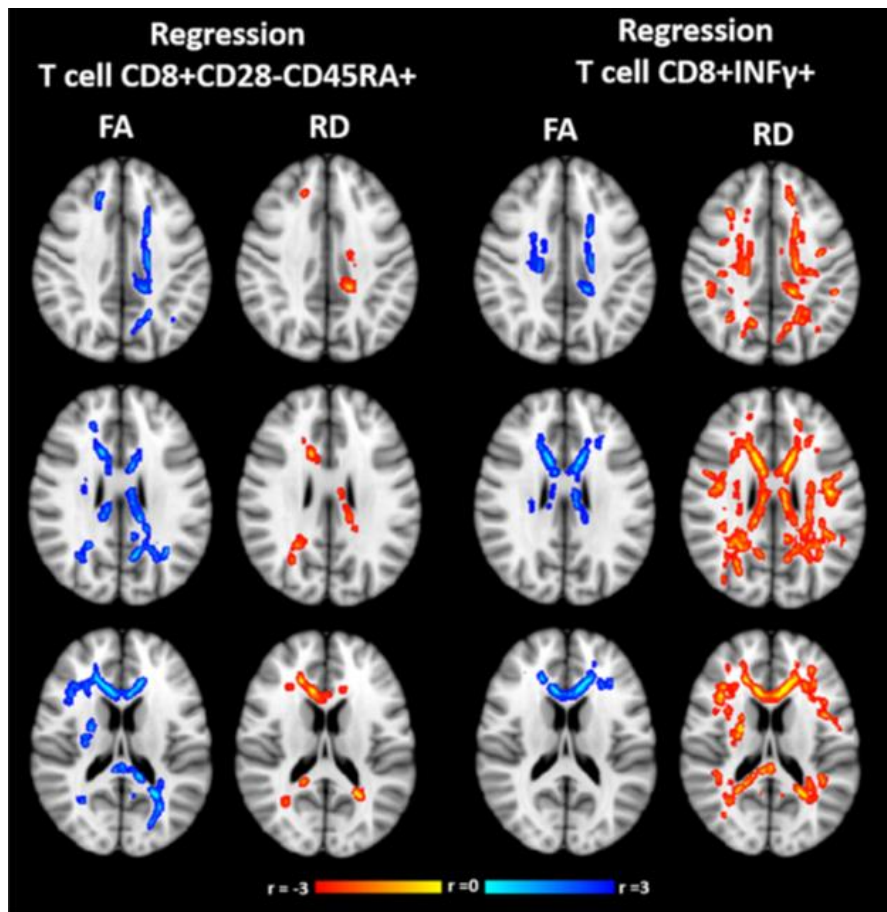 Regression
T cell CD8+CD28-CD45RA+
FA
RD
Regression
T cell CD8+INFγ+
FA
RD
r = -3
r =0
r =3